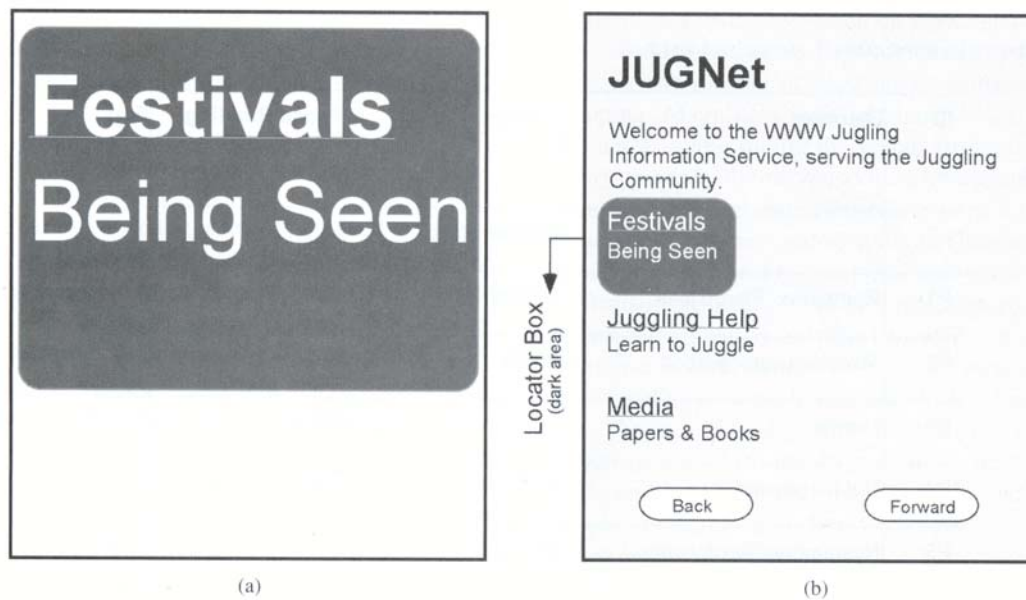 Festivals
Being Seen
(a)
JUGNet
Welcome to the WWW Jugling
Information Service, serving the Juggling
Community.
Festivals
Being Seen
Juggling Help
Learn to Juggle
Media
Papers & Books
Back
Forward
Locator Box
(dark area)
(b)